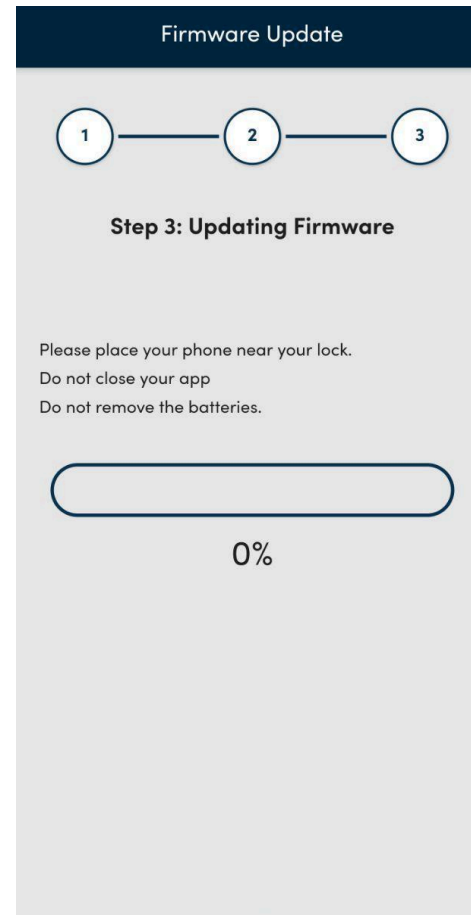 Firmware Update
1 2 3
Step 3: Updating Firmware
Please place your phone near your lock.
Do not close your app
Do not remove the batteries.
0%